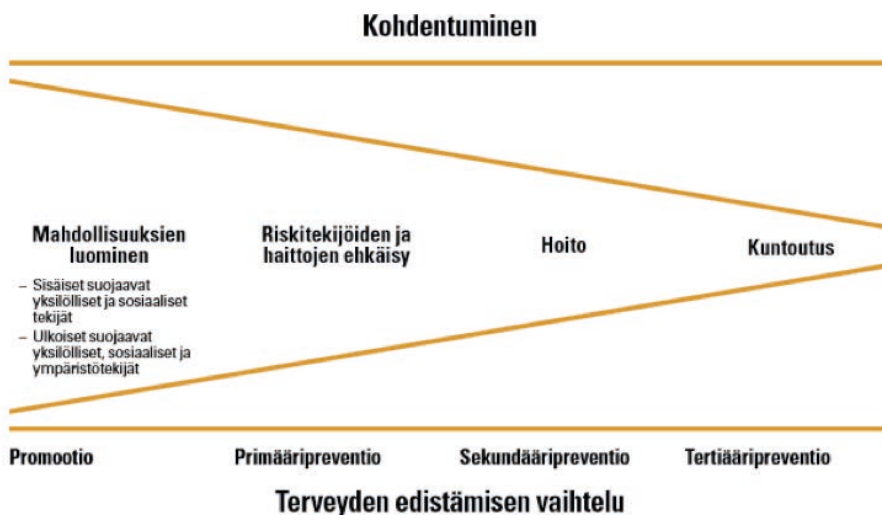 Kohdentuminen
Mahdollisuuksien
luominen
– Sisäiset suojaavat
yksilölliset ja sosiaaliset
tekijät
– Ulkoiset suojaavat
yksilölliset, sosiaaliset ja
ympäristötekijät
Riskitekijöiden ja
haittojen ehkäisy
Hoito
Kuntoutus
Promootio
Primääripreventio
Sekundääripreventio
Tertiääripreventio
Terveyden edistämisen vaihtelu